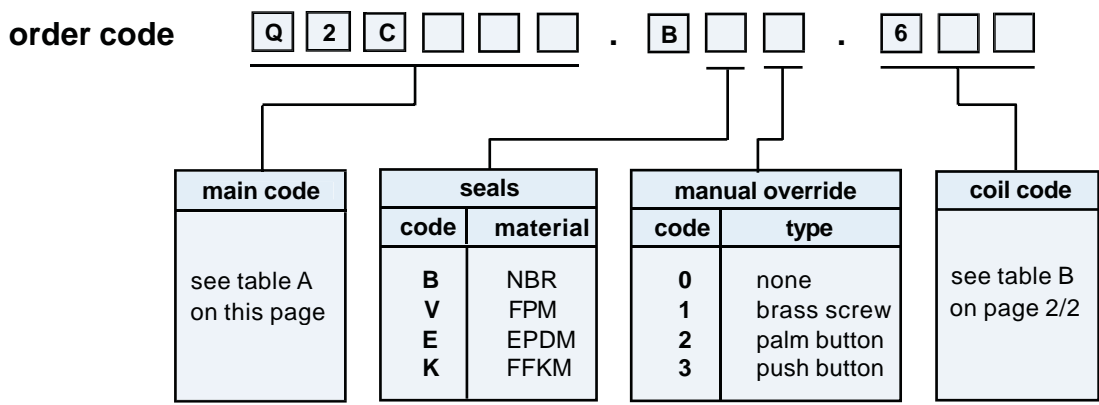 order code Q 2 C . B . 6
main code
see table A
on this page
seals
code material
B NBR
V FPM
E EPDM
K FFKM
manual override
code type
0 none
1 brass screw
2 palm button
3 push button
coil code
see table B
on page 2/2